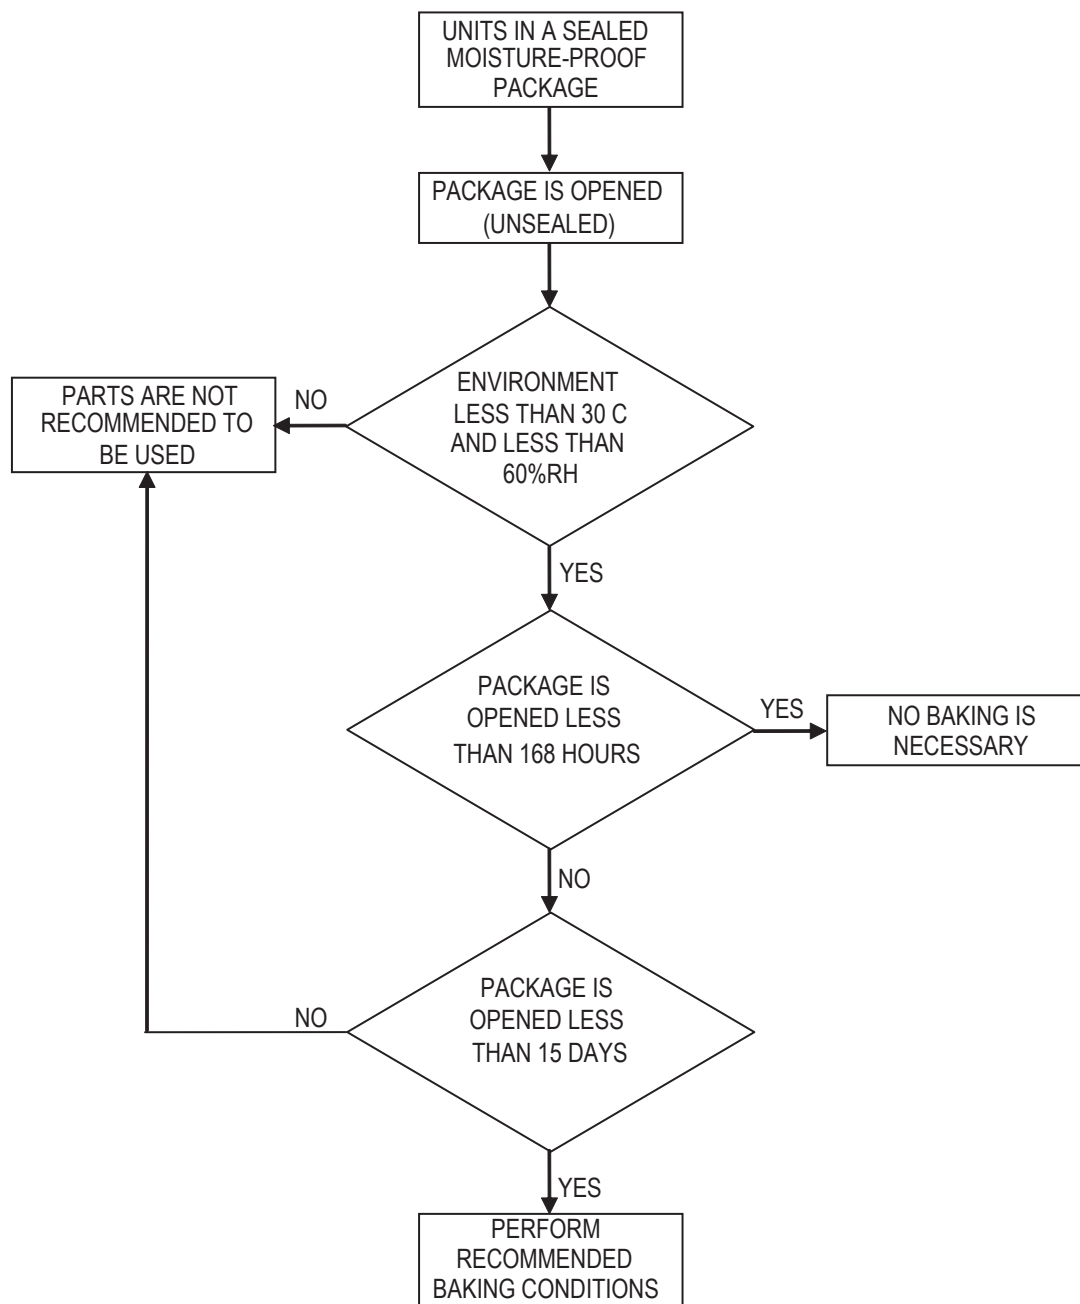 UNITS IN A SEALED
MOISTURE-PROOF
PACKAGE
PACKAGE IS OPENED
(UNSEALED)
ENVIRONMENT
LESS THAN 30 C
AND LESS THAN
60%RH
NO
PARTS ARE NOT
RECOMMENDED TO
BE USED
YES
PACKAGE IS
OPENED LESS
THAN 168 HOURS
YES
NO BAKING IS
NECESSARY
NO
PACKAGE IS
OPENED LESS
THAN 15 DAYS
NO
YES
PERFORM
RECOMMENDED
BAKING CONDITIONS